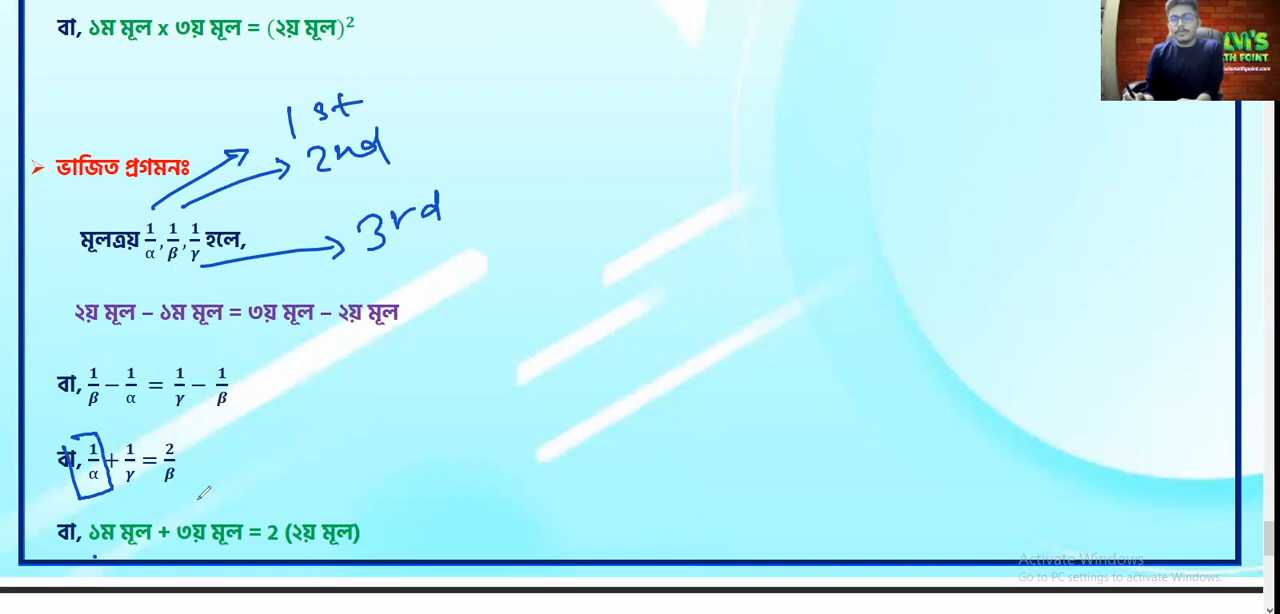 বা, ১ম মূল x ৩য় মূল = (২য় মূল)²
1st
2nd
➢ ভাজিত প্রগমনঃ
3rd
মূলত্রয় 1/α, 1/β, 1/γ হলে,
২য় মূল – ১ম মূল = ৩য় মূল – ২য় মূল
বা, 1/β – 1/α = 1/γ – 1/β
বা, 1/α + 1/γ = 2/β
বা, ১ম মূল + ৩য় মূল = 2 (২য় মূল)
Activate Windows
Go to PC settings to activate Windows.